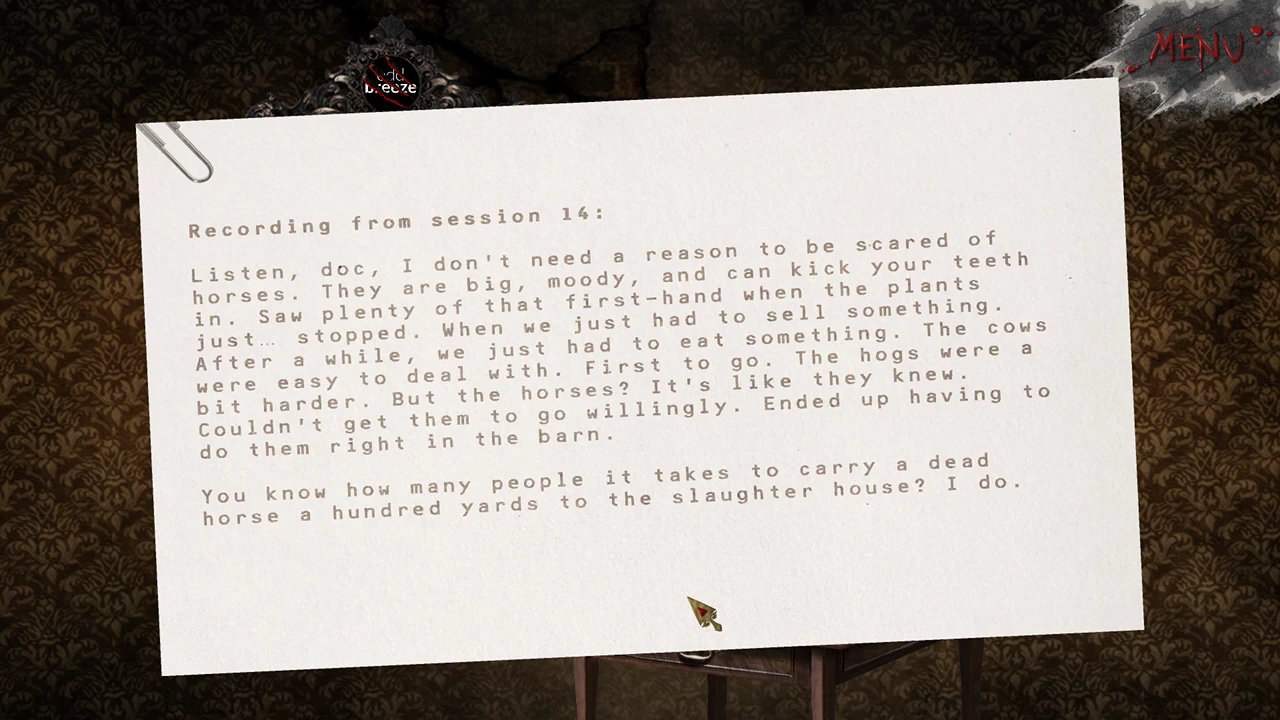 MENU
odd
breeze
Recording from session 14:
Listen, doc, I don't need a reason to be scared of
horses. They are big, moody, and can kick your teeth
in. Saw plenty of that first-hand when the plants
just… stopped. When we just had to sell something.
After a while, we just had to eat something. The cows
were easy to deal with. First to go. The hogs were a
bit harder. But the horses? It's like they knew.
Couldn't get them to go willingly. Ended up having to
do them right in the barn.
You know how many people it takes to carry a dead
horse a hundred yards to the slaughter house? I do.